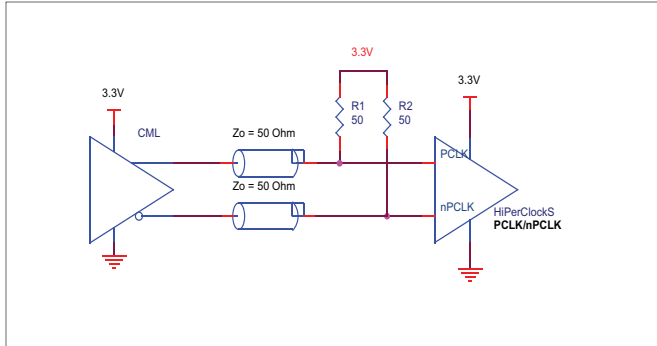 3.3V
3.3V
3.3V
CML
R1
50
R2
50
Zo = 50 Ohm
PCLK
Zo = 50 Ohm
nPCLK
HiPerClockS
PCLK/nPCLK